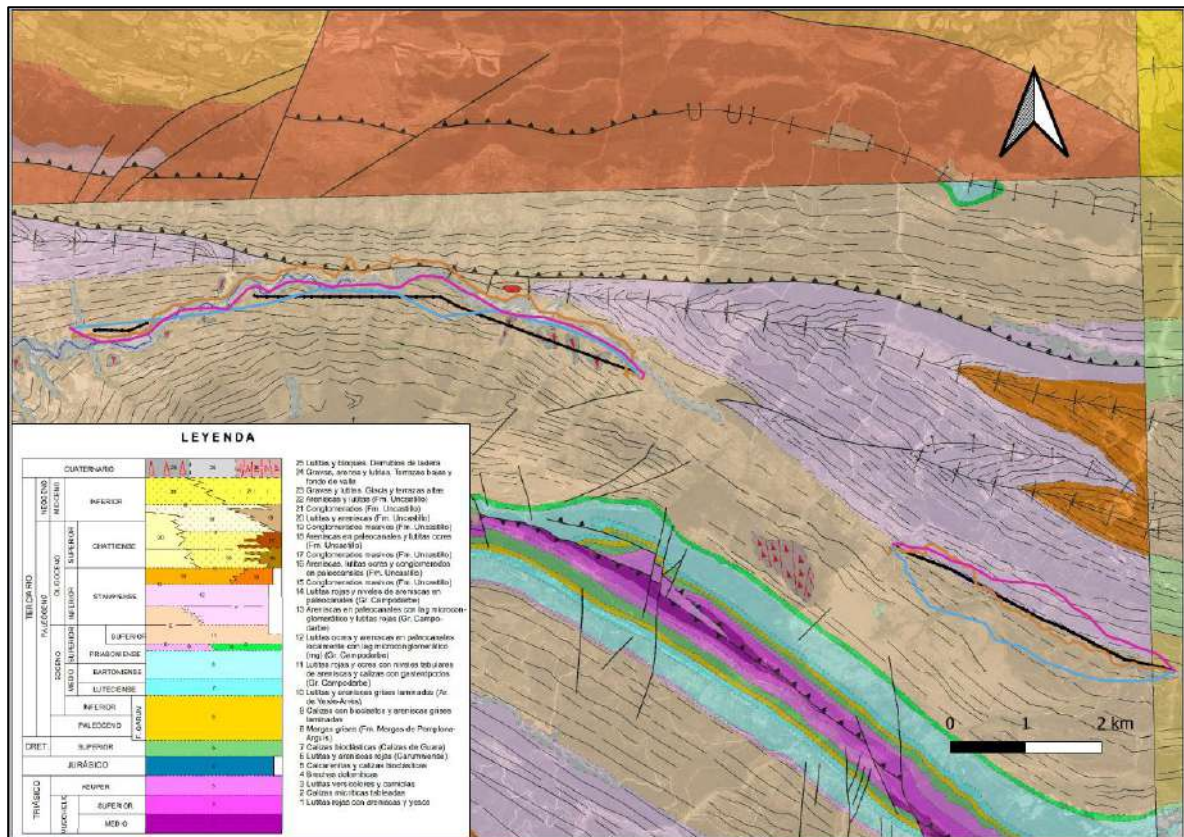 LEYENDA
CUATERNARIO
TERCIARIO
NEOGENO
MIOCENO
INFERIOR
PALEOGENO
OLIGOCENO
SUPERIOR
CHATTIENSE
INFERIOR
STAMPIENSE
EOCENO
SUPERIOR
SUPERIOR
PRIABONIENSE
MEDIO
BARTONIENSE
LUTECIENSE
INFERIOR
PALEOGENO
CRET.
SUPERIOR
JURÁSICO
TRIÁSICO
KEUPER
SUPERIOR
MEDIO
25 Lutitas y bloques. Derrubios de ladera
24 Gravas, arenas y lutitas. Terrazas bajas y
fondo de valle
23 Gravas y lutitas. Glacis y terrazas altas
22 Areniscas y lutitas (Fm. Uncastillo)
21 Conglomerados (Fm. Uncastillo)
20 Lutitas y areniscas (Fm. Uncastillo)
19 Conglomerados masivos (Fm. Uncastillo)
18 Areniscas en paleocanales y lutitas ocres
(Fm. Uncastillo)
17 Conglomerados masivos (Fm. Uncastillo)
16 Areniscas, lutitas ocres y conglomerados
en paleocanales (Fm. Uncastillo)
15 Conglomerados masivos (Fm. Uncastillo)
14 Lutitas rojas y niveles de areniscas en
paleocanales (Gr. Campodarbe)
13 Areniscas en paleocanales con lag microcon-
glomerático y lutitas rojas (Gr. Campo-
darbe)
12 Lutitas ocres y areniscas en paleocanales
localmente con lag microconglomerático
(mg) (Gr. Campodarbe)
11 Lutitas rojas y ocres con niveles tabulares
de areniscas y calizas con gasterópodos
(Gr. Campodarbe)
10 Lutitas y areniscas grises laminadas (Ar.
de Yeste-Arrés)
9 Calizas con bioclastos y areniscas grises
laminadas
8 Margas grises (Fm. Margas de Pamplona-
Arguis)
7 Calizas bioclásticas (Calizas de Guara)
6 Lutitas y areniscas rojas (Garumniense)
5 Calcarenitas y calizas bioclásticas
4 Brechas dolomíticas
3 Lutitas versicolores y carniolas
2 Calizas micríticas tableadas
1 Lutitas rojas con areniscas y yesos
0 1 2 km